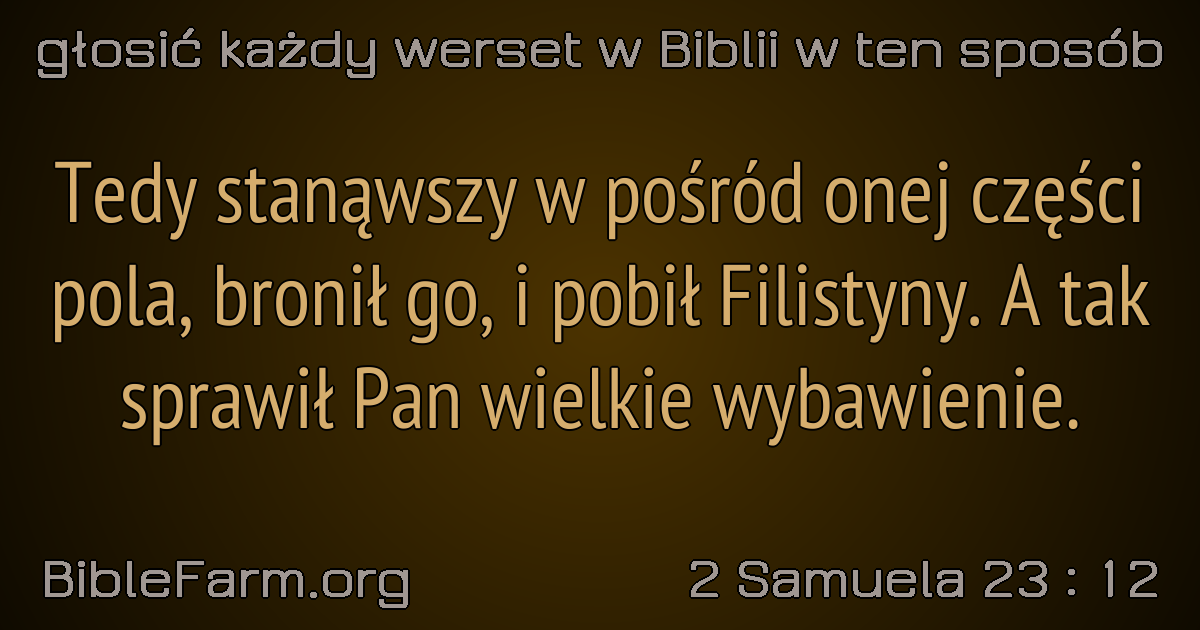 głosić każdy werset w Biblii w ten sposób
Tedy stanąwszy w pośród onej części
pola, bronił go, i pobił Filistyny. A tak
sprawił Pan wielkie wybawienie.
BibleFarm.org
2 Samuela 23 : 12